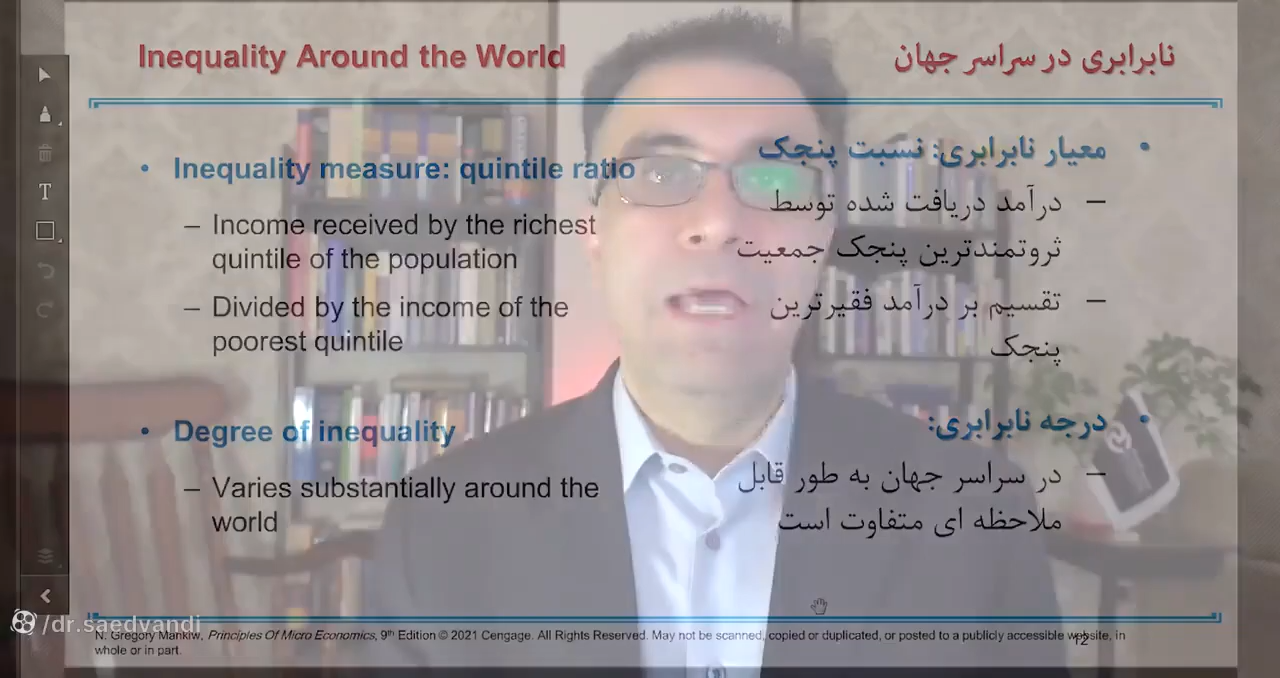 Inequality Around the World
نابرابری در سراسر جهان
• Inequality measure: quintile ratio
– Income received by the richest
quintile of the population
– Divided by the income of the
poorest quintile
• Degree of inequality
– Varies substantially around the
world
• معیار نابرابری: نسبت پنجک
– درآمد دریافت شده توسط
ثروتمندترین پنجک جمعیت
– تقسیم بر درآمد فقیرترین
پنجک
• درجه نابرابری:
– در سراسر جهان به طور قابل
ملاحظه ای متفاوت است
T
/dr.saedvandi
N. Gregory Mankiw, Principles Of Micro Economics, 9th Edition © 2021 Cengage. All Rights Reserved. May not be scanned, copied or duplicated, or posted to a publicly accessible website, in
whole or in part.
12